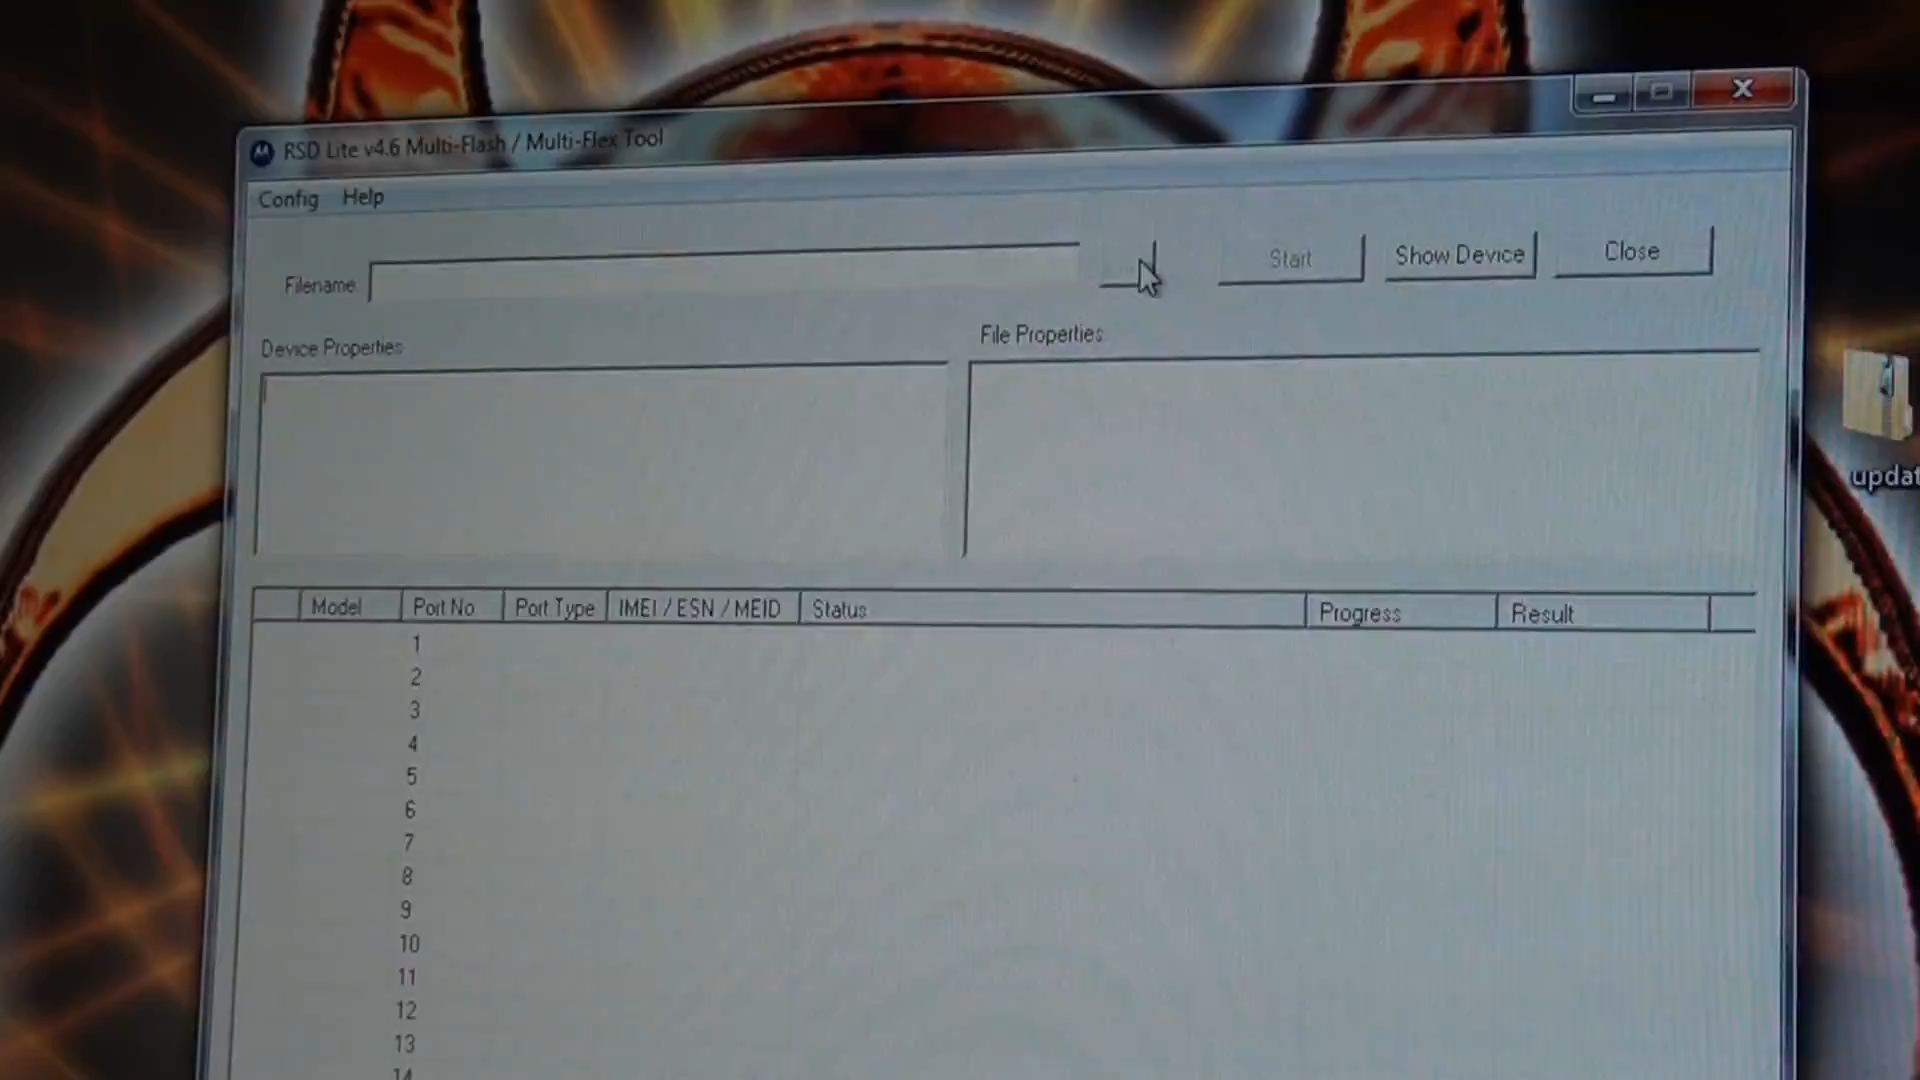 RSD Lite v4.6 Multi-Flash / Multi-Flex Tool
Config Help
Filename: Start Show Device Close
Device Properties: File Properties:
updat
Model Port No Port Type IMEI / ESN / MEID Status Progress Result
1
2
3
4
5
6
7
8
9
10
11
12
13
14